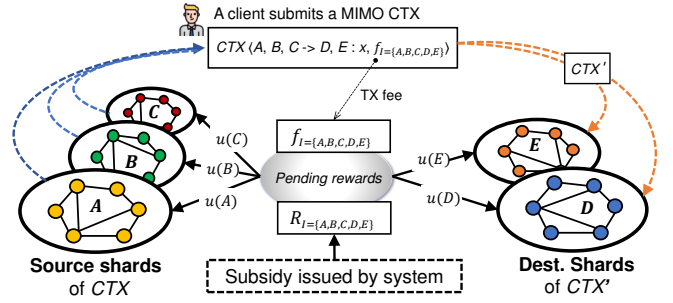 A client submits a MIMO CTX
CTX ⟨A, B, C -> D, E : x, f_{I={A,B,C,D,E}}⟩
CTX'
TX fee
C
f_{I={A,B,C,D,E}}
u(C)
B
E
u(E)
u(B)
Pending rewards
u(A)
u(D)
A
D
R_{I={A,B,C,D,E}}
Source shards
of CTX
Subsidy issued by system
Dest. Shards
of CTX'